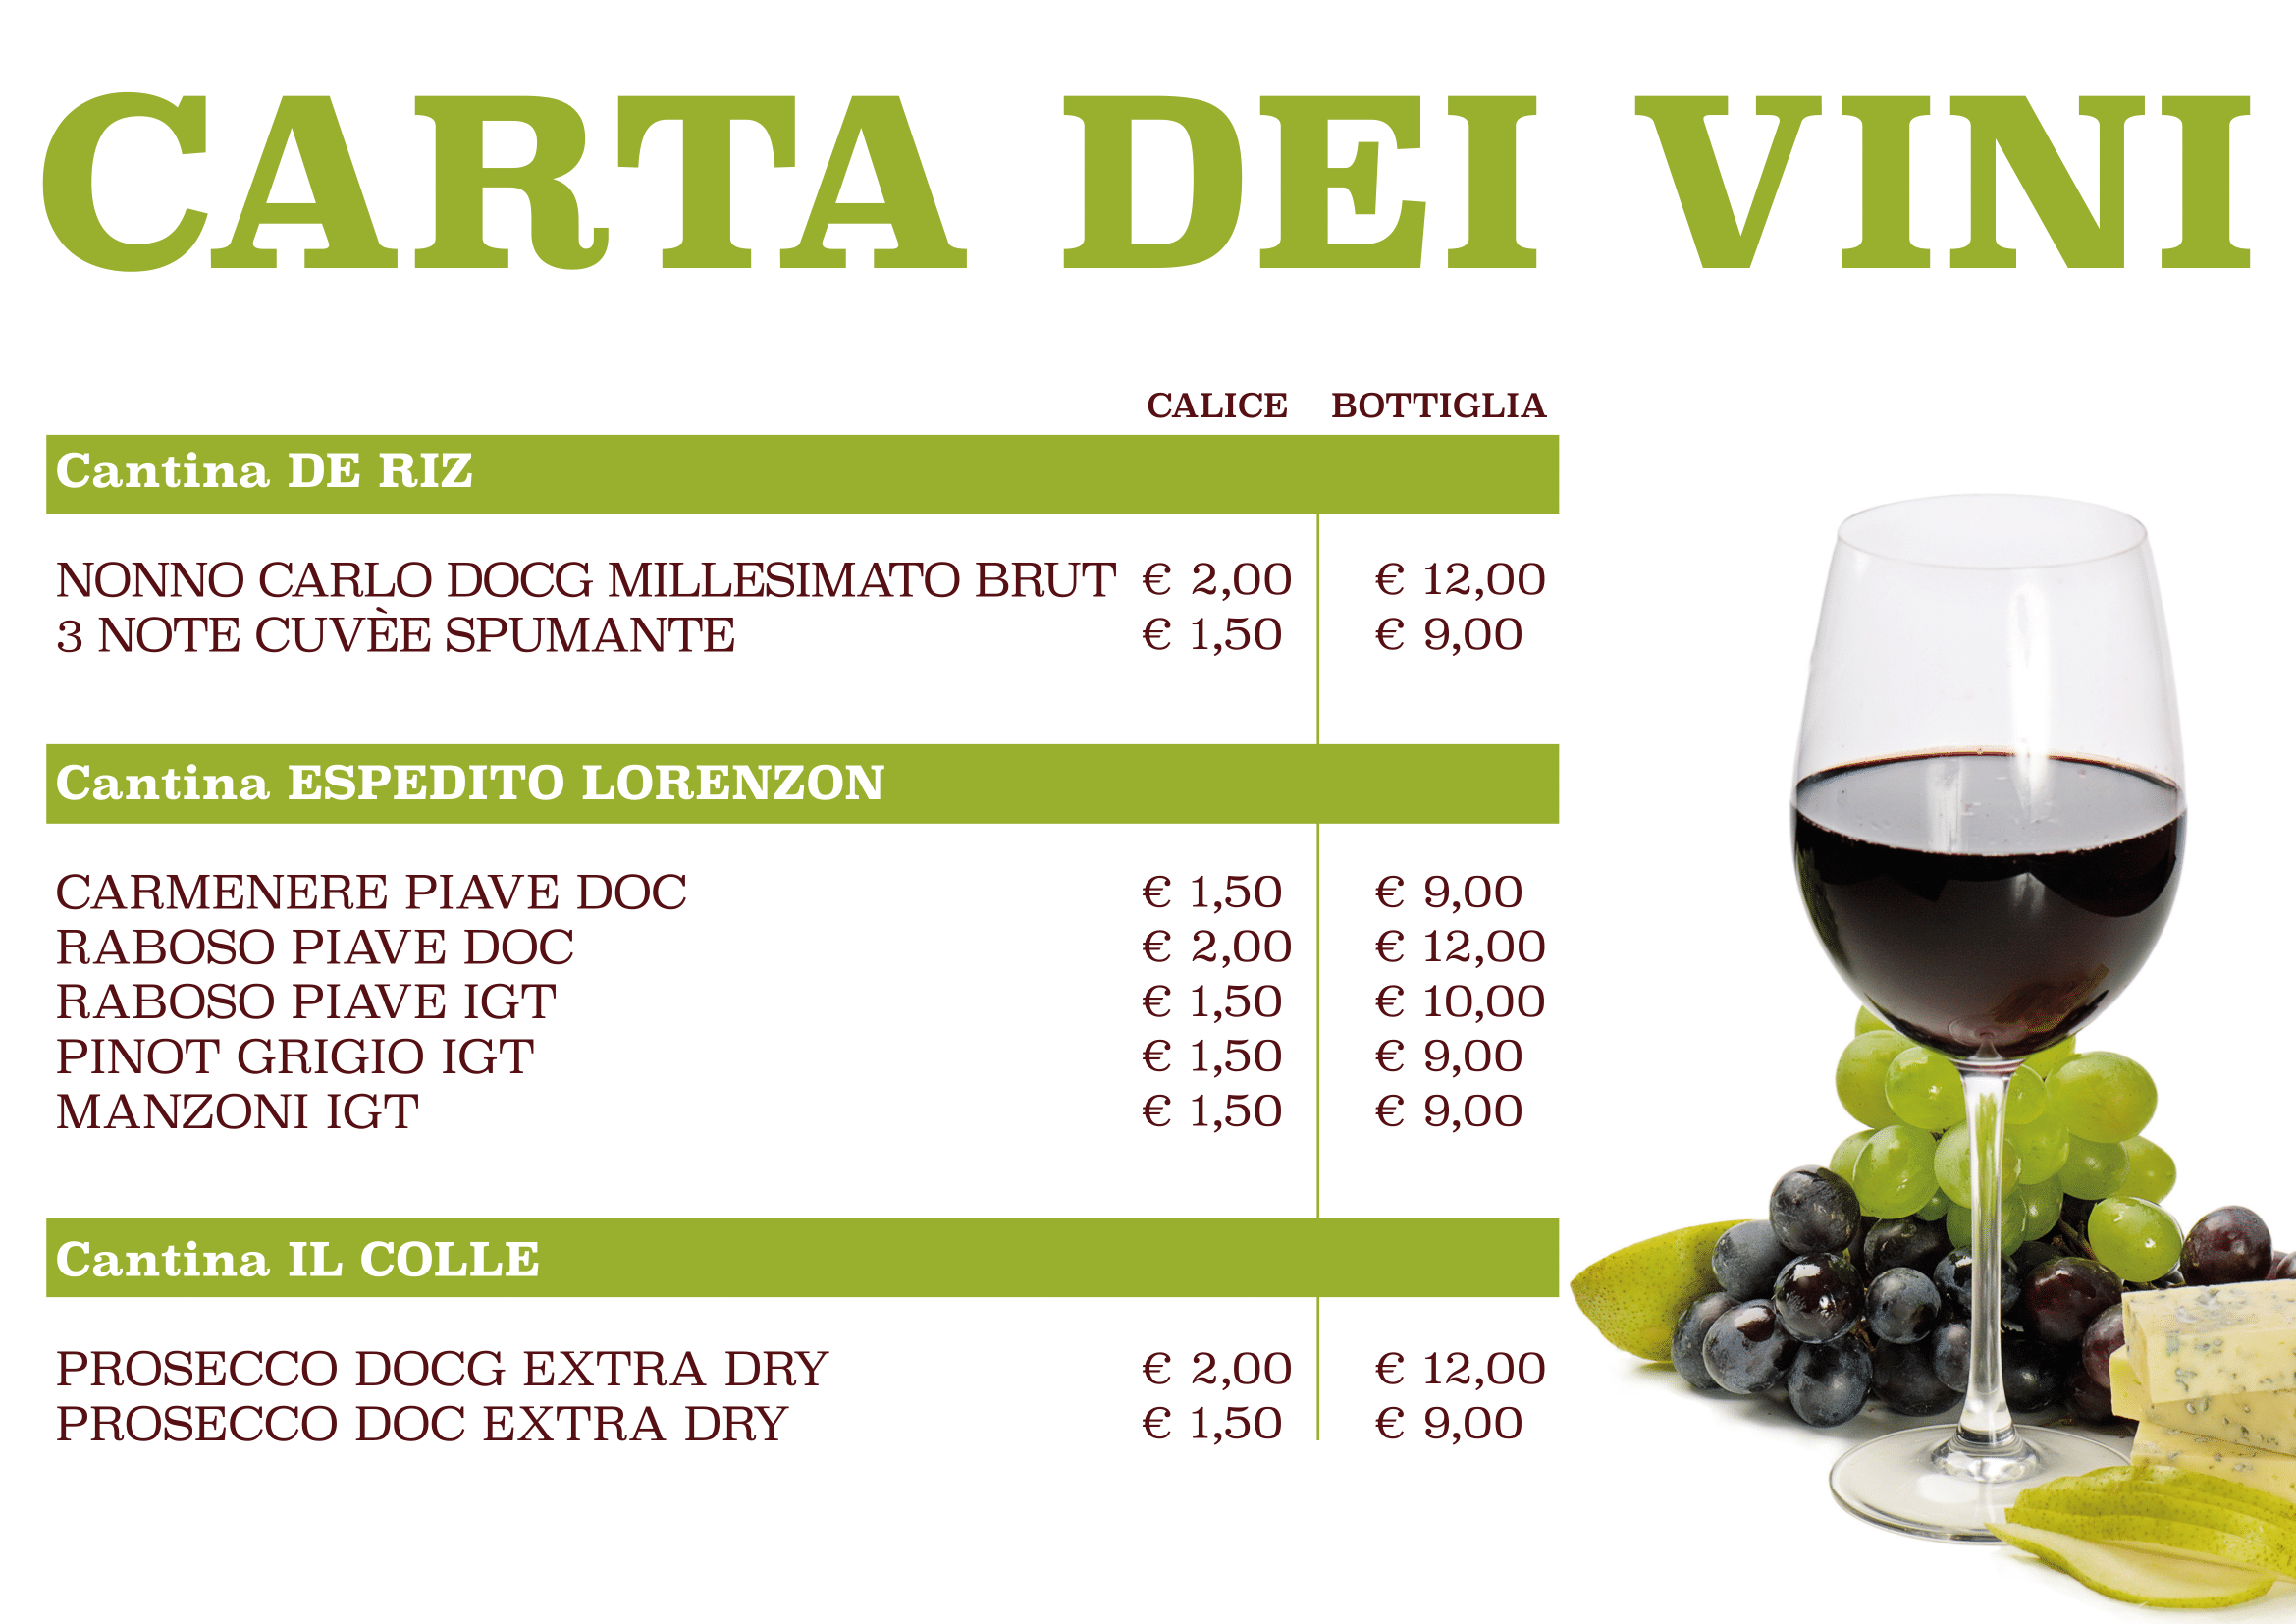 CARTA DEI VINI
CALICE BOTTIGLIA
Cantina DE RIZ
NONNO CARLO DOCG MILLESIMATO BRUT € 2,00 € 12,00
3 NOTE CUVÈE SPUMANTE € 1,50 € 9,00
Cantina ESPEDITO LORENZON
CARMENERE PIAVE DOC € 1,50 € 9,00
RABOSO PIAVE DOC € 2,00 € 12,00
RABOSO PIAVE IGT € 1,50 € 10,00
PINOT GRIGIO IGT € 1,50 € 9,00
MANZONI IGT € 1,50 € 9,00
Cantina IL COLLE
PROSECCO DOCG EXTRA DRY € 2,00 € 12,00
PROSECCO DOC EXTRA DRY € 1,50 € 9,00